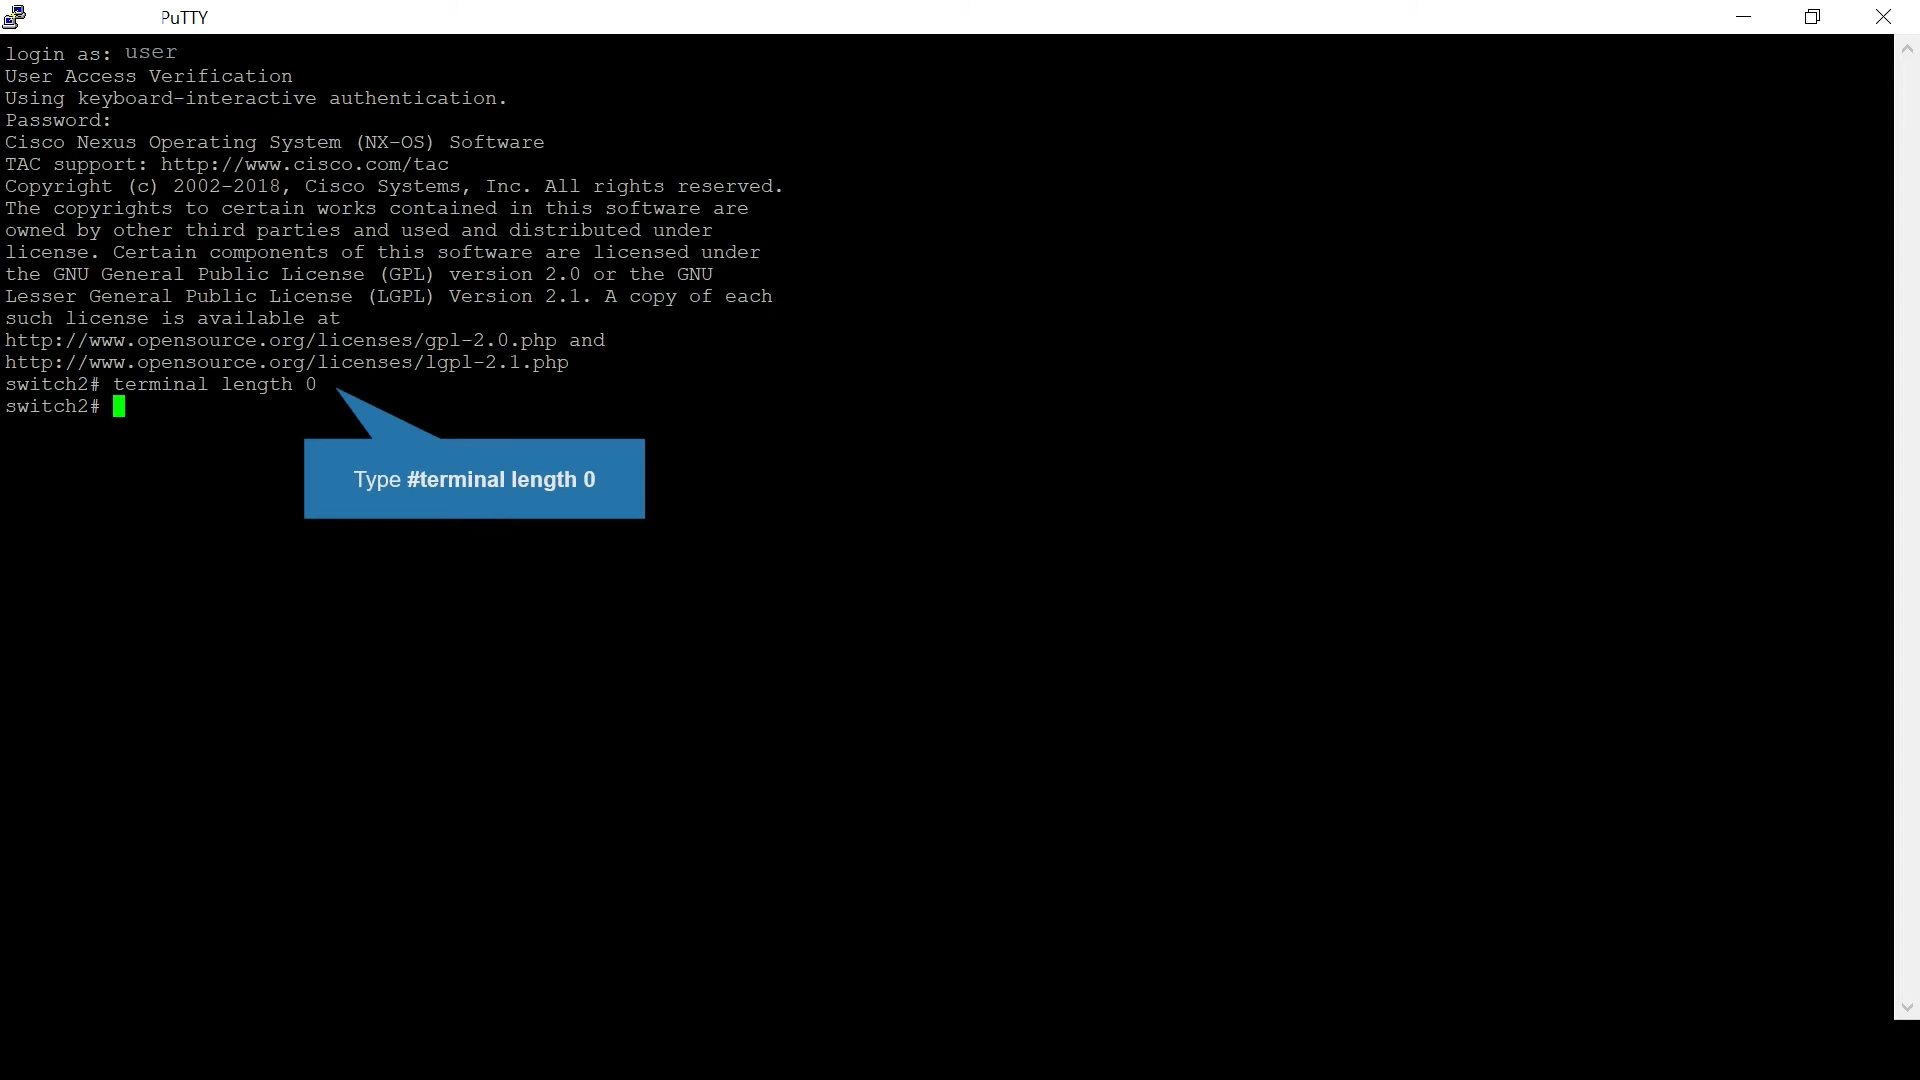 PuTTY
login as: user
User Access Verification
Using keyboard-interactive authentication.
Password:
Cisco Nexus Operating System (NX-OS) Software
TAC support: http://www.cisco.com/tac
Copyright (c) 2002-2018, Cisco Systems, Inc. All rights reserved.
The copyrights to certain works contained in this software are
owned by other third parties and used and distributed under
license. Certain components of this software are licensed under
the GNU General Public License (GPL) version 2.0 or the GNU
Lesser General Public License (LGPL) Version 2.1. A copy of each
such license is available at
http://www.opensource.org/licenses/gpl-2.0.php and
http://www.opensource.org/licenses/lgpl-2.1.php
switch2# terminal length 0
switch2#
Type #terminal length 0